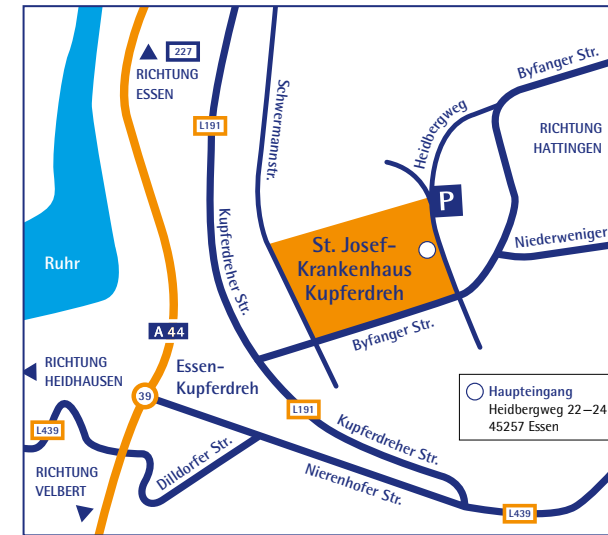 227
RICHTUNG
ESSEN
L191
Schwermannstr.
Heidbergweg
Byfanger Str.
RICHTUNG
HATTINGEN
P
Kupferdreher Str.
St. Josef-
Krankenhaus
Kupferdreh
Niederweniger
Ruhr
A 44
Byfanger Str.
RICHTUNG
HEIDHAUSEN
Essen-
Kupferdreh
39
Haupteingang
Heidbergweg 22–24
45257 Essen
L191
L439
Kupferdreher Str.
Dilldorfer Str.
Nierenhofer Str.
RICHTUNG
VELBERT
L439